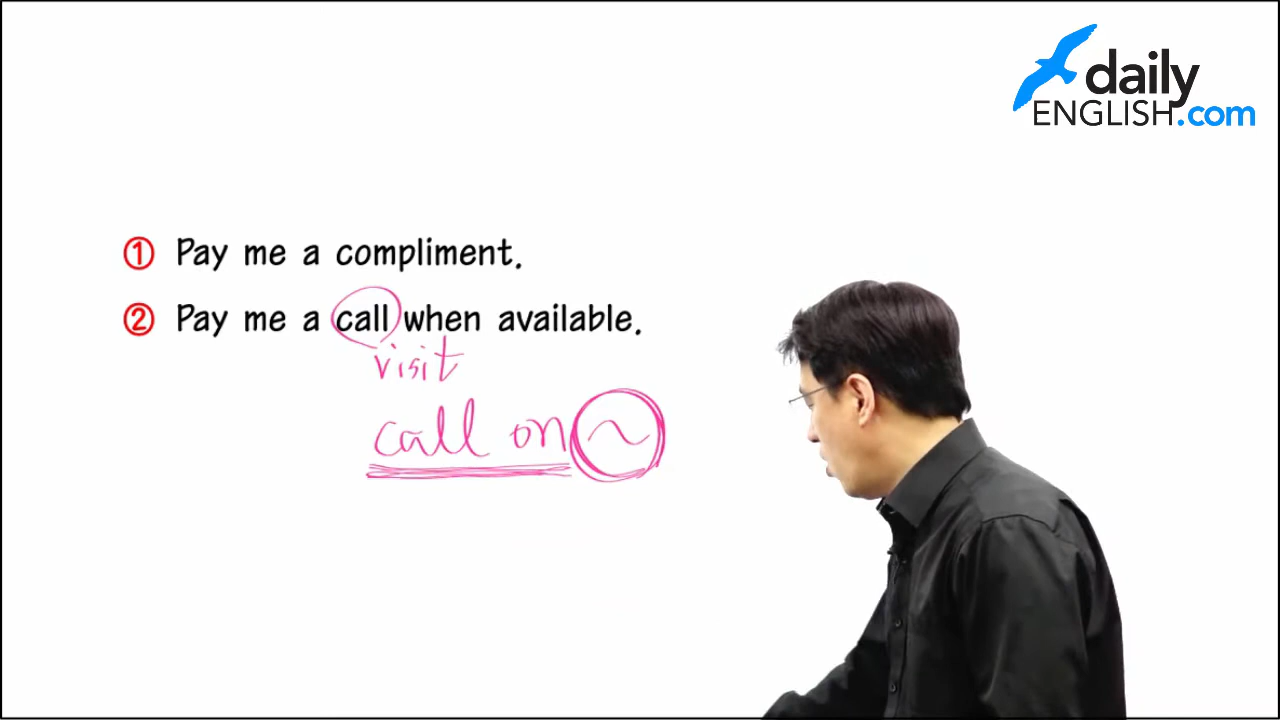 daily
ENGLISH.com
① Pay me a compliment.
② Pay me a call when available.
visit
call on ~